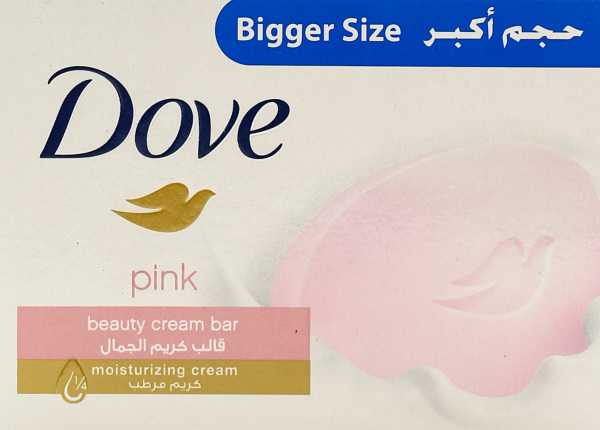 Bigger Size حجم أكبر
Dove
pink
beauty cream bar
قالب كريم الجمال
¼ moisturizing cream
كريم مرطب